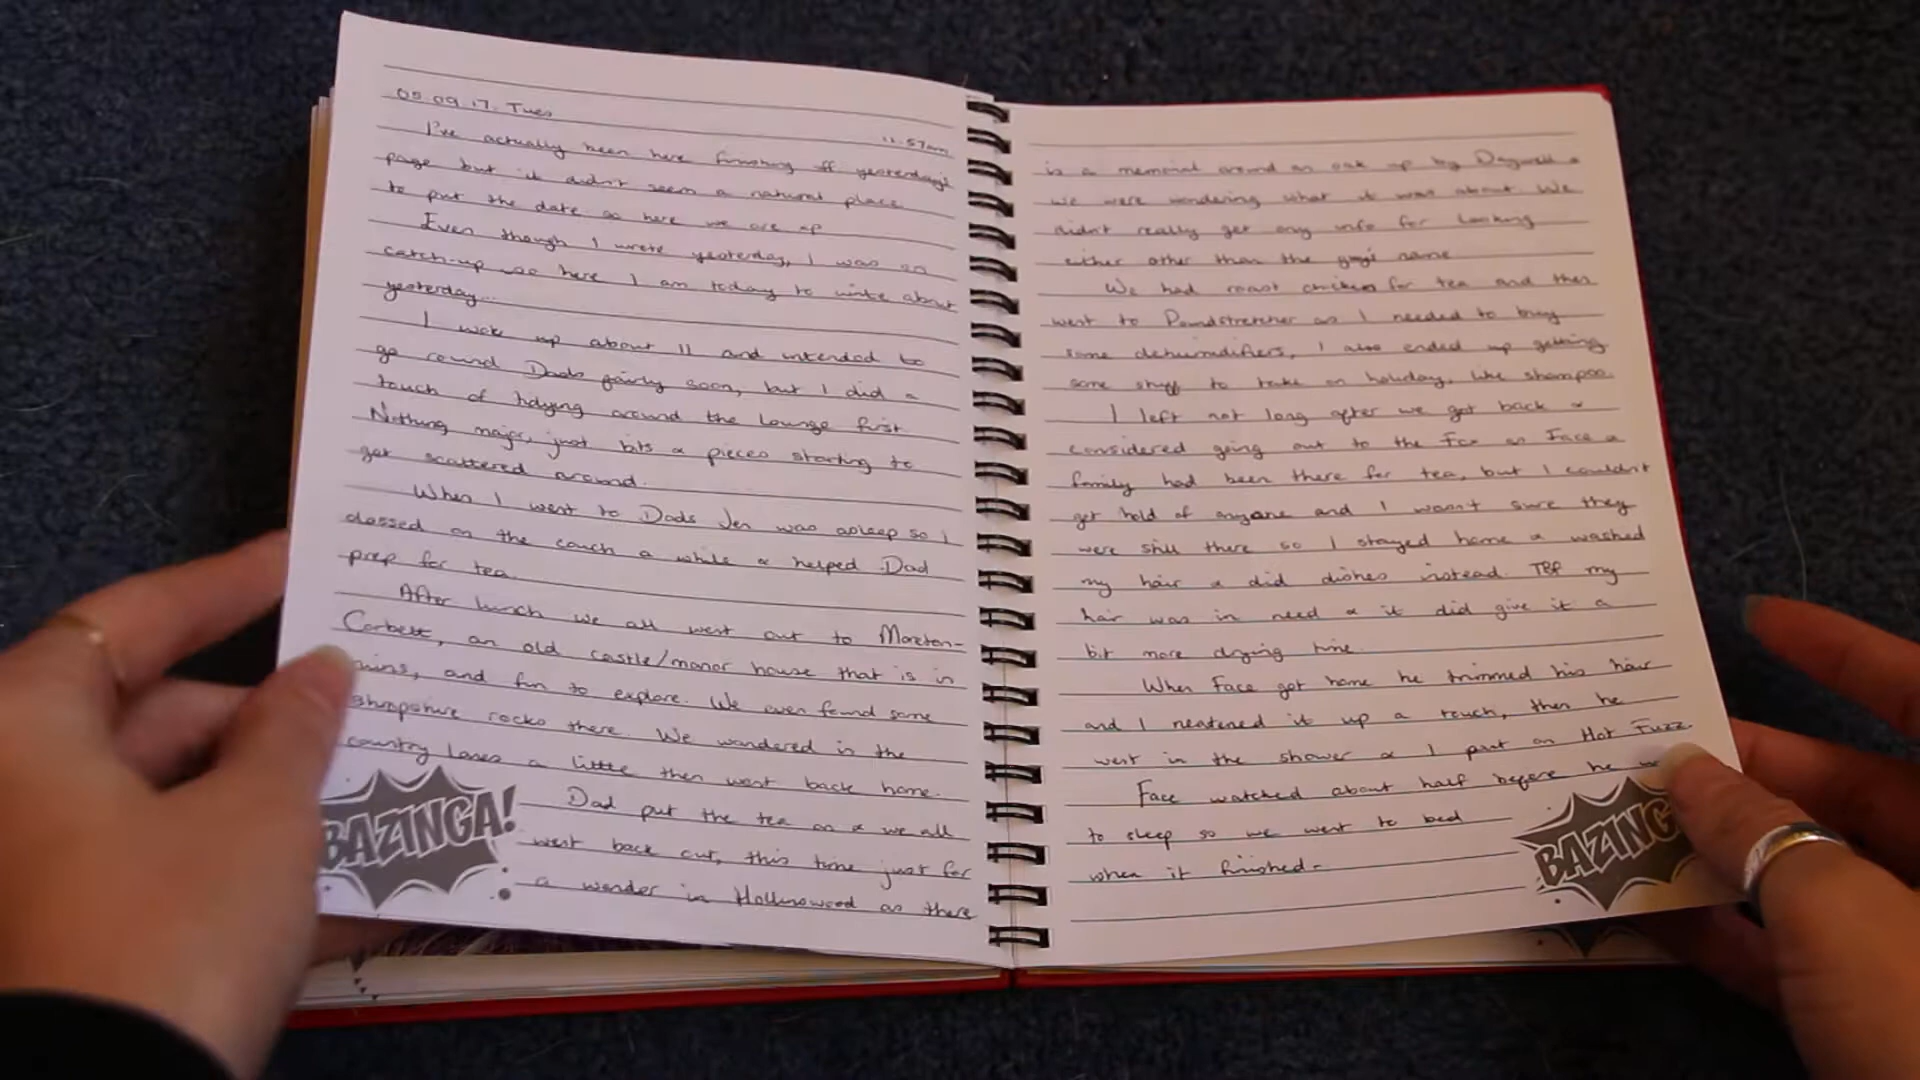 05.09.17. Tues
11.57am
I've actually been here finishing off yesterday's
page but it didn't seem a natural place
to put the date so here we are up
Even though I wrote yesterday, I was on
catch-up so here I am today to write about
yesterday...
I woke up about 11 and intended to
go round Dads fairly soon, but I did a
touch of tidying around the lounge first
Nothing major, just bits & pieces starting to
get scattered around.
When I went to Dads Jen was asleep so I
dossed on the couch a while & helped Dad
prep for tea.
After lunch we all went out to Moreton-
Corbett, an old castle/manor house that is in
ruins, and fun to explore. We even found some
Shropshire rocks there. We wandered in the
country lanes a little then went back home.
Dad put the tea on & we all
went back out, this time just for
a wander in Hollinswood as there
BAZINGA!
is a memorial around an oak up by &
we were wondering what it was about. We
didn't really get any info for looking
either other than the guy's name
We had roast chicken for tea and then
went to Poundstretcher as I needed to buy
some dehumidifiers, I also ended up getting
some stuff to take on holiday, like shampoo.
I left not long after we got back &
considered going out to the Fox as Face &
family had been there for tea, but I couldn't
get hold of anyone and I wasn't sure they
were still there so I stayed home & washed
my hair & did dishes instead. TBF my
hair was in need & it did give it a
bit more drying time.
When Face got home he trimmed his hair
and I neatened it up a touch, then he
went in the shower & I put on Hot Fuzz.
Face watched about half before he
to sleep so we went to bed
when it finished-
BAZING